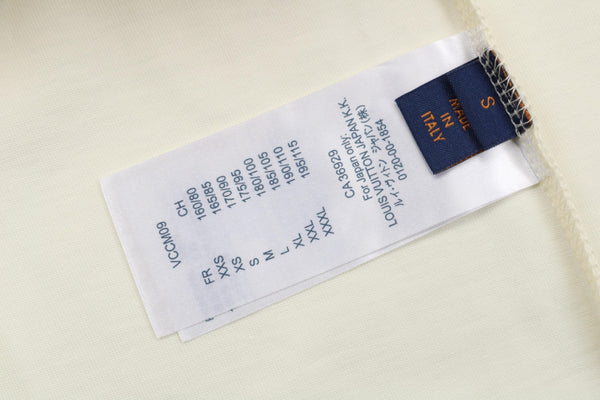 S
MADE
IN
ITALY
CA 36929
For Japan only:
LOUIS VUITTON JAPAN K.K.
ルイ・ヴィトン ジャパン(株)
0120-00-1854
VCCM09
FR CH
XXS 160/80
XS 165/85
S 170/90
M 175/95
L 180/100
XL 185/105
XXL 190/110
XXXL 195/115